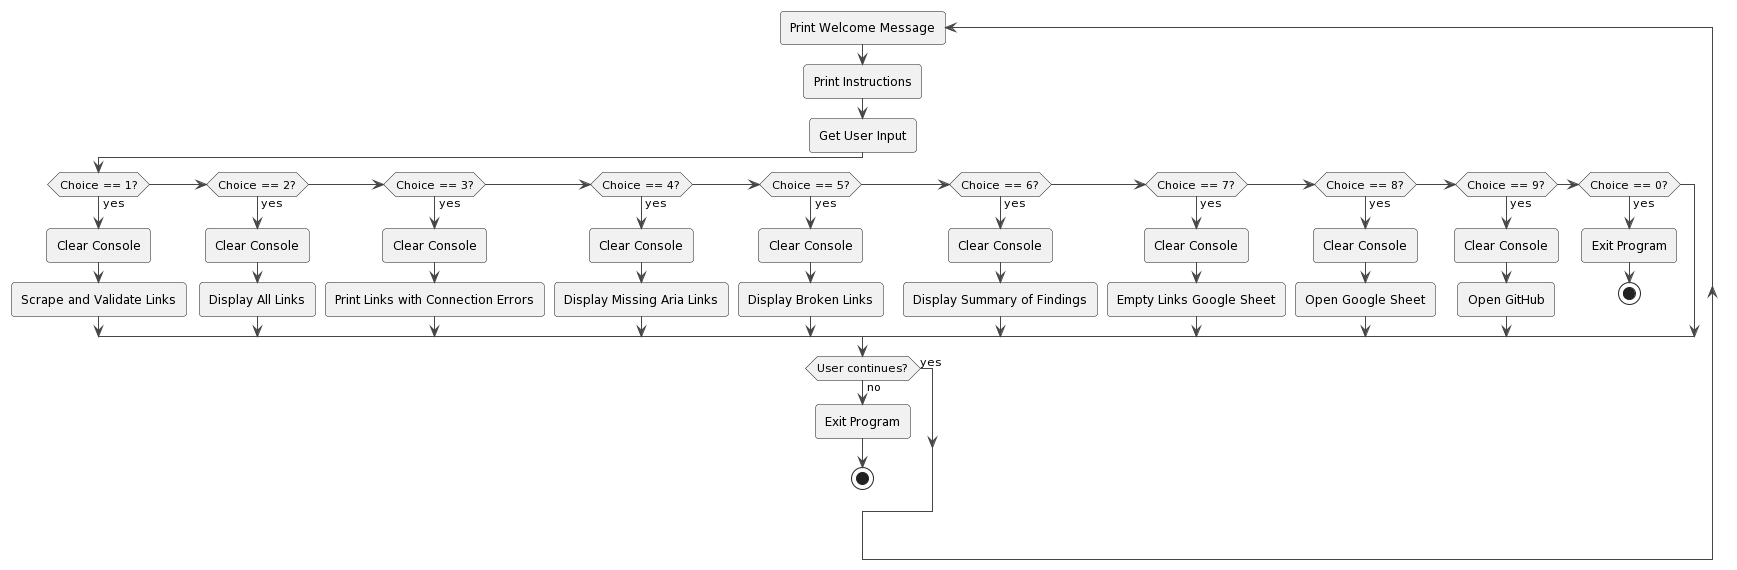 Print Welcome Message
Print Instructions
Get User Input
Choice == 1?
Choice == 2?
Choice == 3?
Choice == 4?
Choice == 5?
Choice == 6?
Choice == 7?
Choice == 8?
Choice == 9?
Choice == 0?
yes
yes
yes
yes
yes
yes
yes
yes
yes
yes
Clear Console
Clear Console
Clear Console
Clear Console
Clear Console
Clear Console
Clear Console
Clear Console
Clear Console
Exit Program
Scrape and Validate Links
Display All Links
Print Links with Connection Errors
Display Missing Aria Links
Display Broken Links
Display Summary of Findings
Empty Links Google Sheet
Open Google Sheet
Open GitHub
User continues?
yes
no
Exit Program